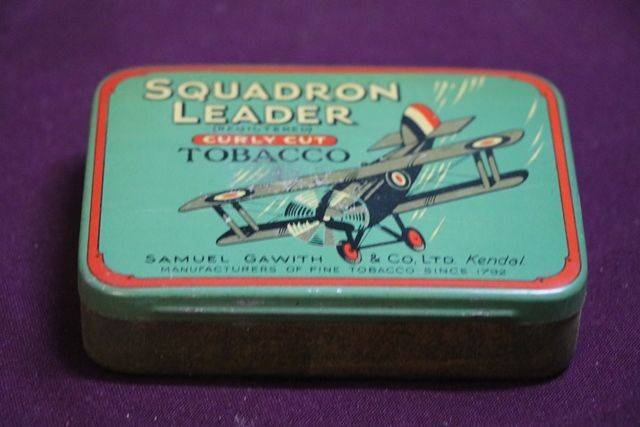 SQUADRON
LEADER
(REGISTERED)
CURLY CUT
TOBACCO
SAMUEL GAWITH & CO, LTD. Kendal.
MANUFACTURERS OF FINE TOBACCO SINCE 1792